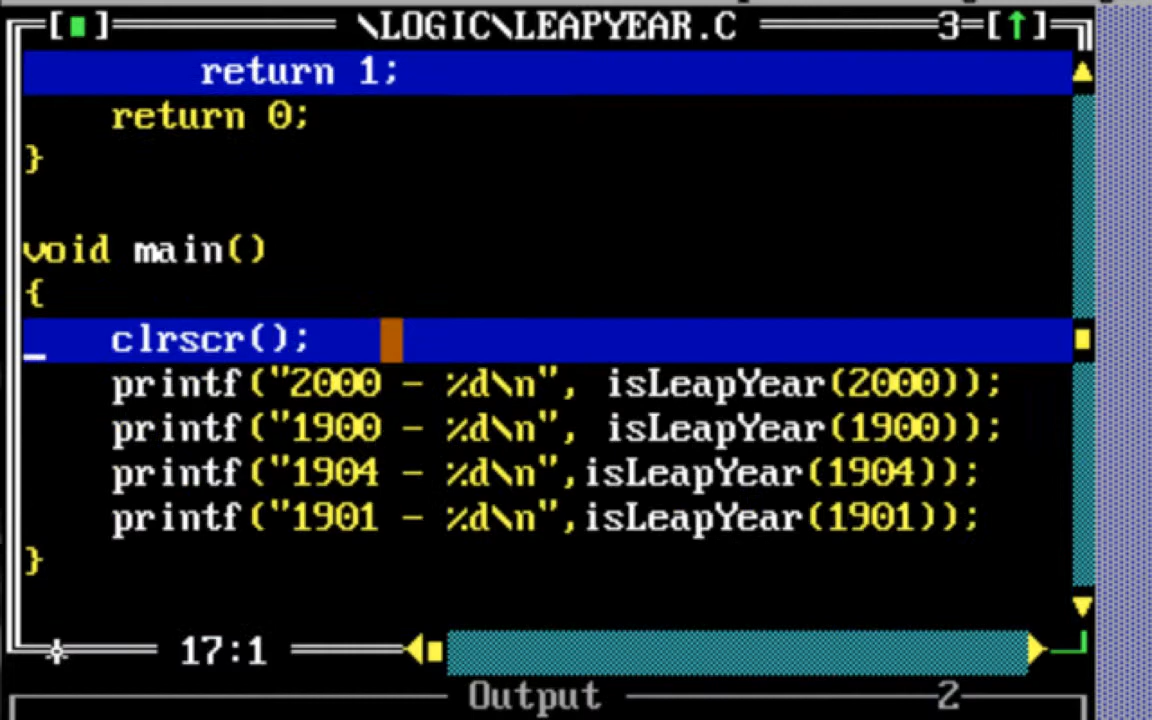 [■] \LOGIC\LEAPYEAR.C 3=[↑]
return 1;
return 0;
}
void main()
{
clrscr();
printf("2000 - %d\n", isLeapYear(2000));
printf("1900 - %d\n", isLeapYear(1900));
printf("1904 - %d\n",isLeapYear(1904));
printf("1901 - %d\n",isLeapYear(1901));
}
17:1
Output 2